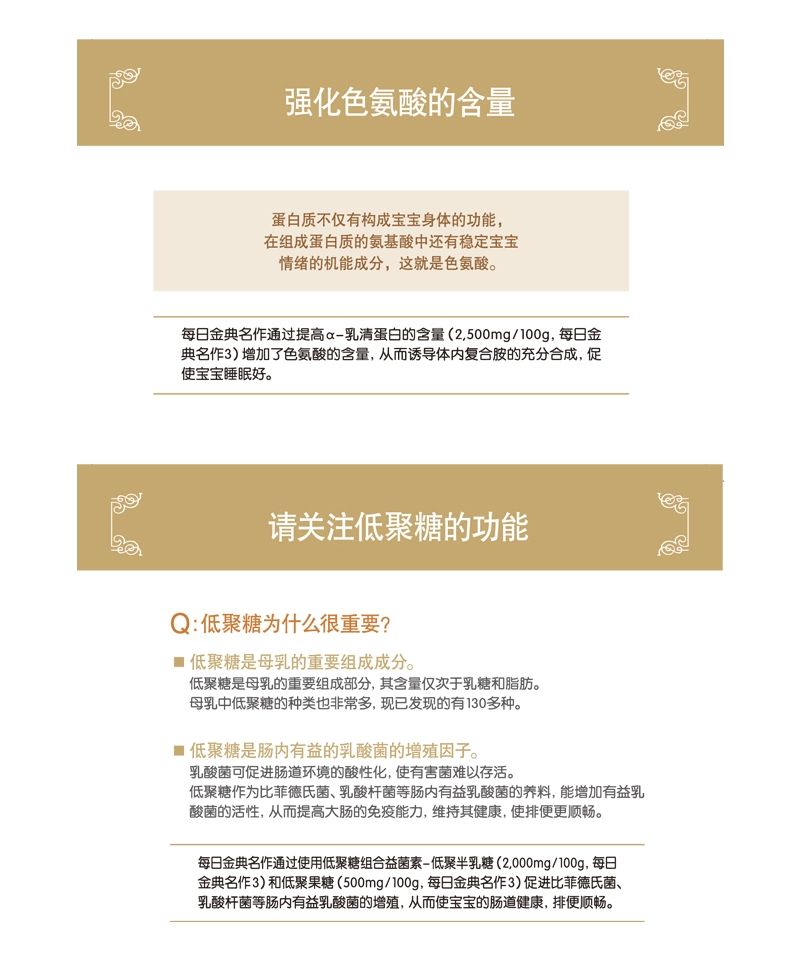 强化色氨酸的含量
蛋白质不仅有构成宝宝身体的功能，
在组成蛋白质的氨基酸中还有稳定宝宝
情绪的机能成分，这就是色氨酸。
每日金典名作通过提高α-乳清蛋白的含量（2,500mg/100g, 每日金
典名作3）增加了色氨酸的含量, 从而诱导体内复合胺的充分合成, 促
使宝宝睡眠好。
请关注低聚糖的功能
Q:低聚糖为什么很重要?
■ 低聚糖是母乳的重要组成成分。
低聚糖是母乳的重要组成部分, 其含量仅次于乳糖和脂肪。
母乳中低聚糖的种类也非常多, 现已发现的有130多种。
■ 低聚糖是肠内有益的乳酸菌的增殖因子。
乳酸菌可促进肠道环境的酸性化, 使有害菌难以存活。
低聚糖作为比菲德氏菌、乳酸杆菌等肠内有益乳酸菌的养料, 能增加有益乳
酸菌的活性, 从而提高大肠的免疫能力, 维持其健康, 使排便更顺畅。
每日金典名作通过使用低聚糖组合益菌素-低聚半乳糖（2,000mg/100g, 每日
金典名作3）和低聚果糖（500mg/100g, 每日金典名作3）促进比菲德氏菌、
乳酸杆菌等肠内有益乳酸菌的增殖, 从而使宝宝的肠道健康, 排便顺畅。